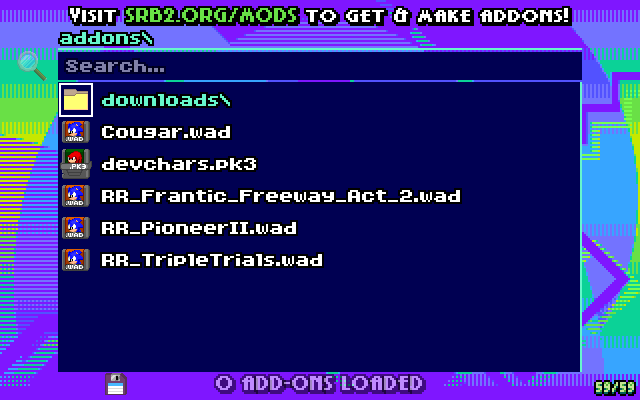 Visit SRB2.ORG/MODS to get & make addons!
addons\
Search...
downloads\
Cougar.wad
devchars.pk3
RR_Frantic_Freeway_Act_2.wad
RR_PioneerII.wad
RR_TripleTrials.wad
0 ADD-ONS LOADED
59/59